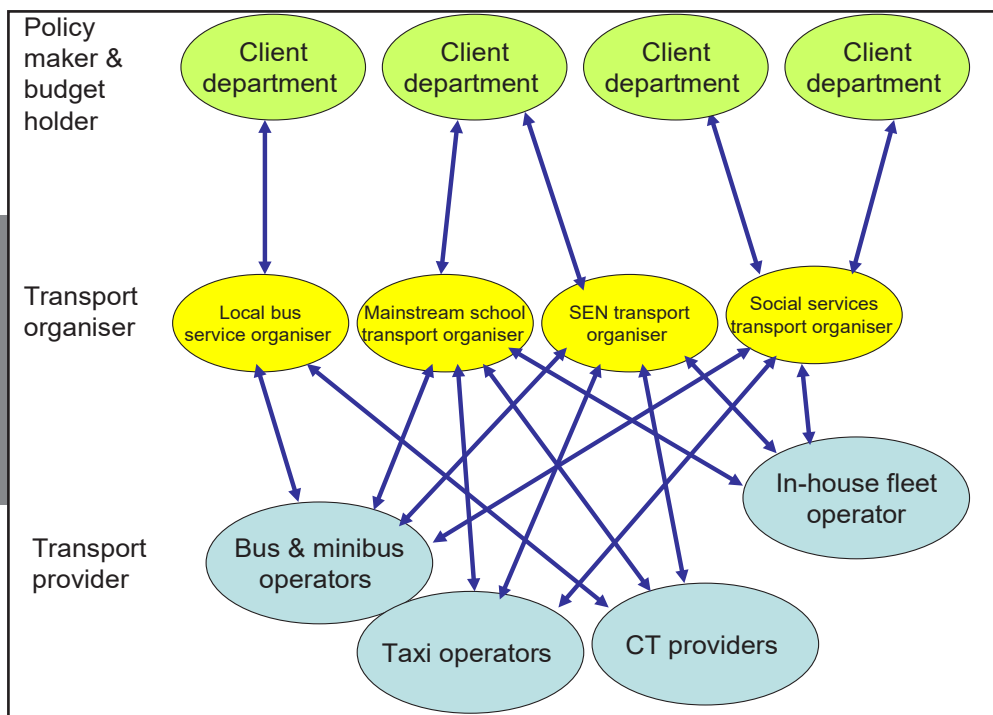 Policy
maker &
budget
holder
Client
department
Client
department
Client
department
Client
department
Transport
organiser
Local bus
service organiser
Mainstream school
transport organiser
SEN transport
organiser
Social services
transport organiser
Transport
provider
Bus & minibus
operators
Taxi operators
CT providers
In-house fleet
operator